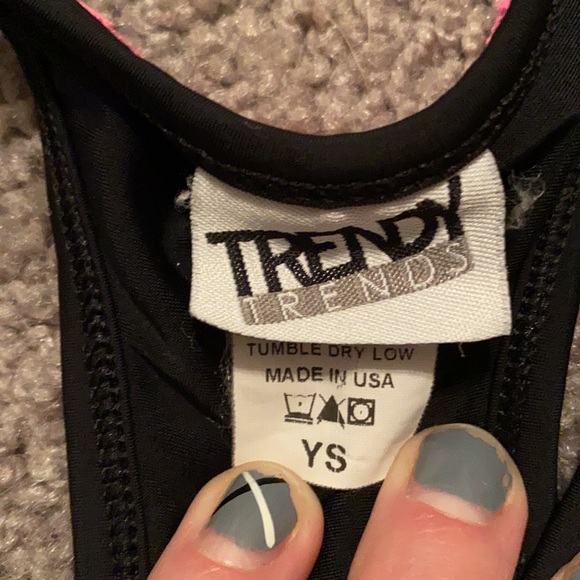 TRENDY
TRENDS
TUMBLE DRY LOW
MADE IN USA
YS